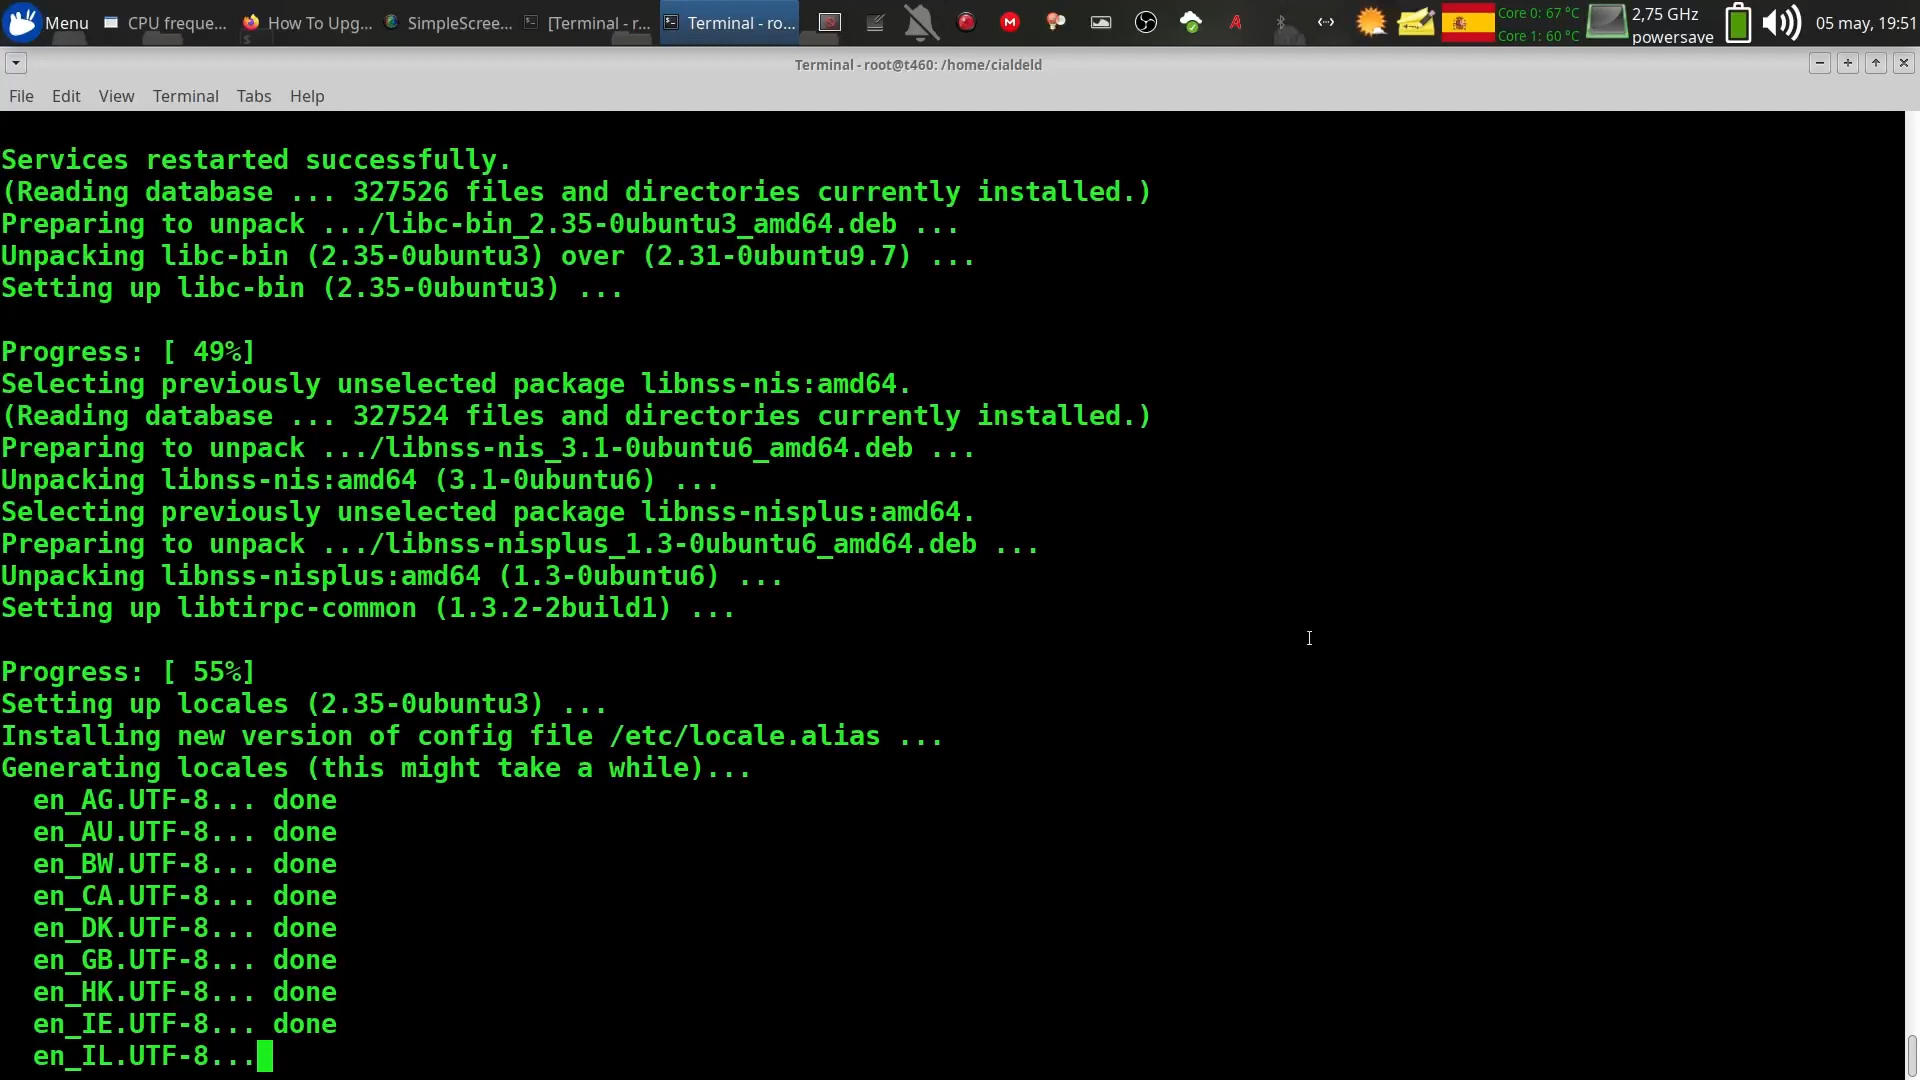 Menu CPU freque... How To Upg... SimpleScree... [Terminal - r... Terminal - ro... Core 0: 67 °C 2,75 GHz 05 may, 19:51
Core 1: 60 °C powersave
Terminal - root@t460: /home/cialdeld
File Edit View Terminal Tabs Help
Services restarted successfully.
(Reading database ... 327526 files and directories currently installed.)
Preparing to unpack .../libc-bin_2.35-0ubuntu3_amd64.deb ...
Unpacking libc-bin (2.35-0ubuntu3) over (2.31-0ubuntu9.7) ...
Setting up libc-bin (2.35-0ubuntu3) ...
Progress: [ 49%]
Selecting previously unselected package libnss-nis:amd64.
(Reading database ... 327524 files and directories currently installed.)
Preparing to unpack .../libnss-nis_3.1-0ubuntu6_amd64.deb ...
Unpacking libnss-nis:amd64 (3.1-0ubuntu6) ...
Selecting previously unselected package libnss-nisplus:amd64.
Preparing to unpack .../libnss-nisplus_1.3-0ubuntu6_amd64.deb ...
Unpacking libnss-nisplus:amd64 (1.3-0ubuntu6) ...
Setting up libtirpc-common (1.3.2-2build1) ...
Progress: [ 55%]
Setting up locales (2.35-0ubuntu3) ...
Installing new version of config file /etc/locale.alias ...
Generating locales (this might take a while)...
en_AG.UTF-8... done
en_AU.UTF-8... done
en_BW.UTF-8... done
en_CA.UTF-8... done
en_DK.UTF-8... done
en_GB.UTF-8... done
en_HK.UTF-8... done
en_IE.UTF-8... done
en_IL.UTF-8...